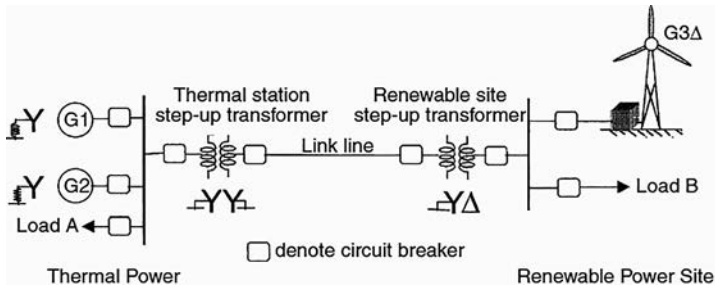 G3Δ
Thermal station
step-up transformer
Renewable site
step-up transformer
G1
Link line
G2
Load A
YY
YΔ
Load B
denote circuit breaker
Thermal Power
Renewable Power Site